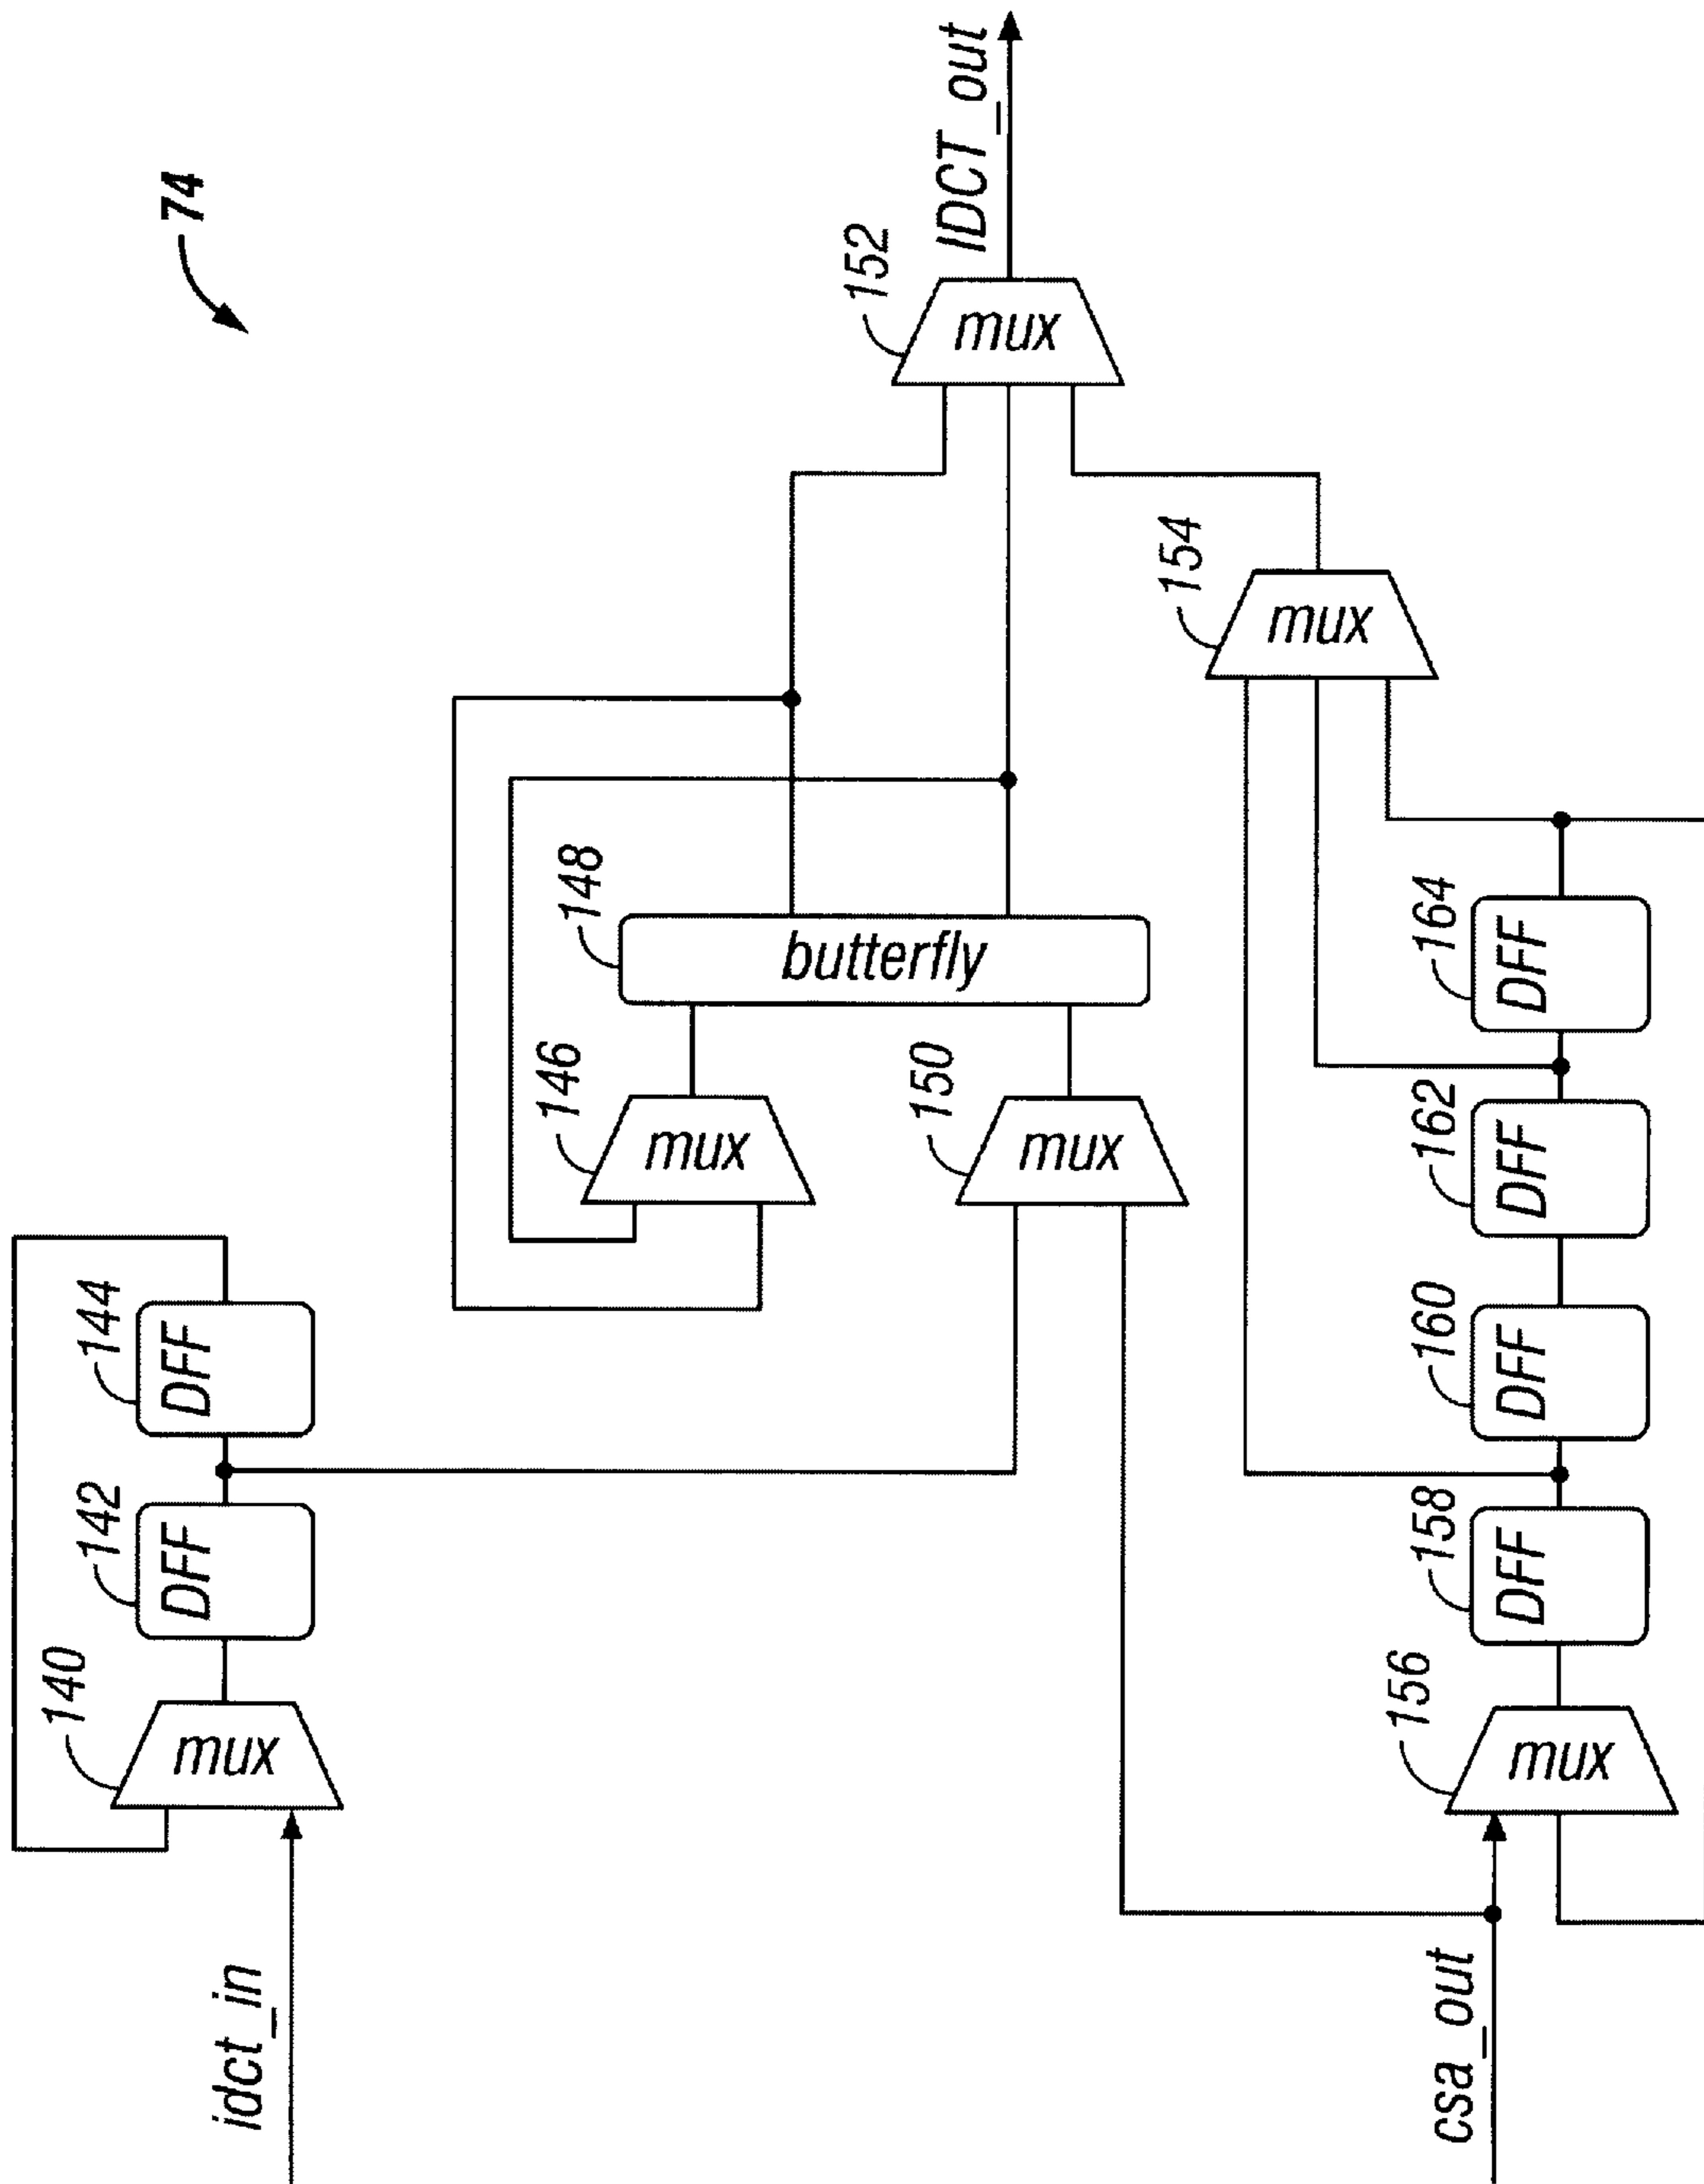 74
140
mux
142
DFF
144
DFF
idct_in
146
mux
148
butterfly
150
mux
152
mux
IDCT_out
154
mux
csa_out
156
mux
158
DFF
160
DFF
162
DFF
164
DFF